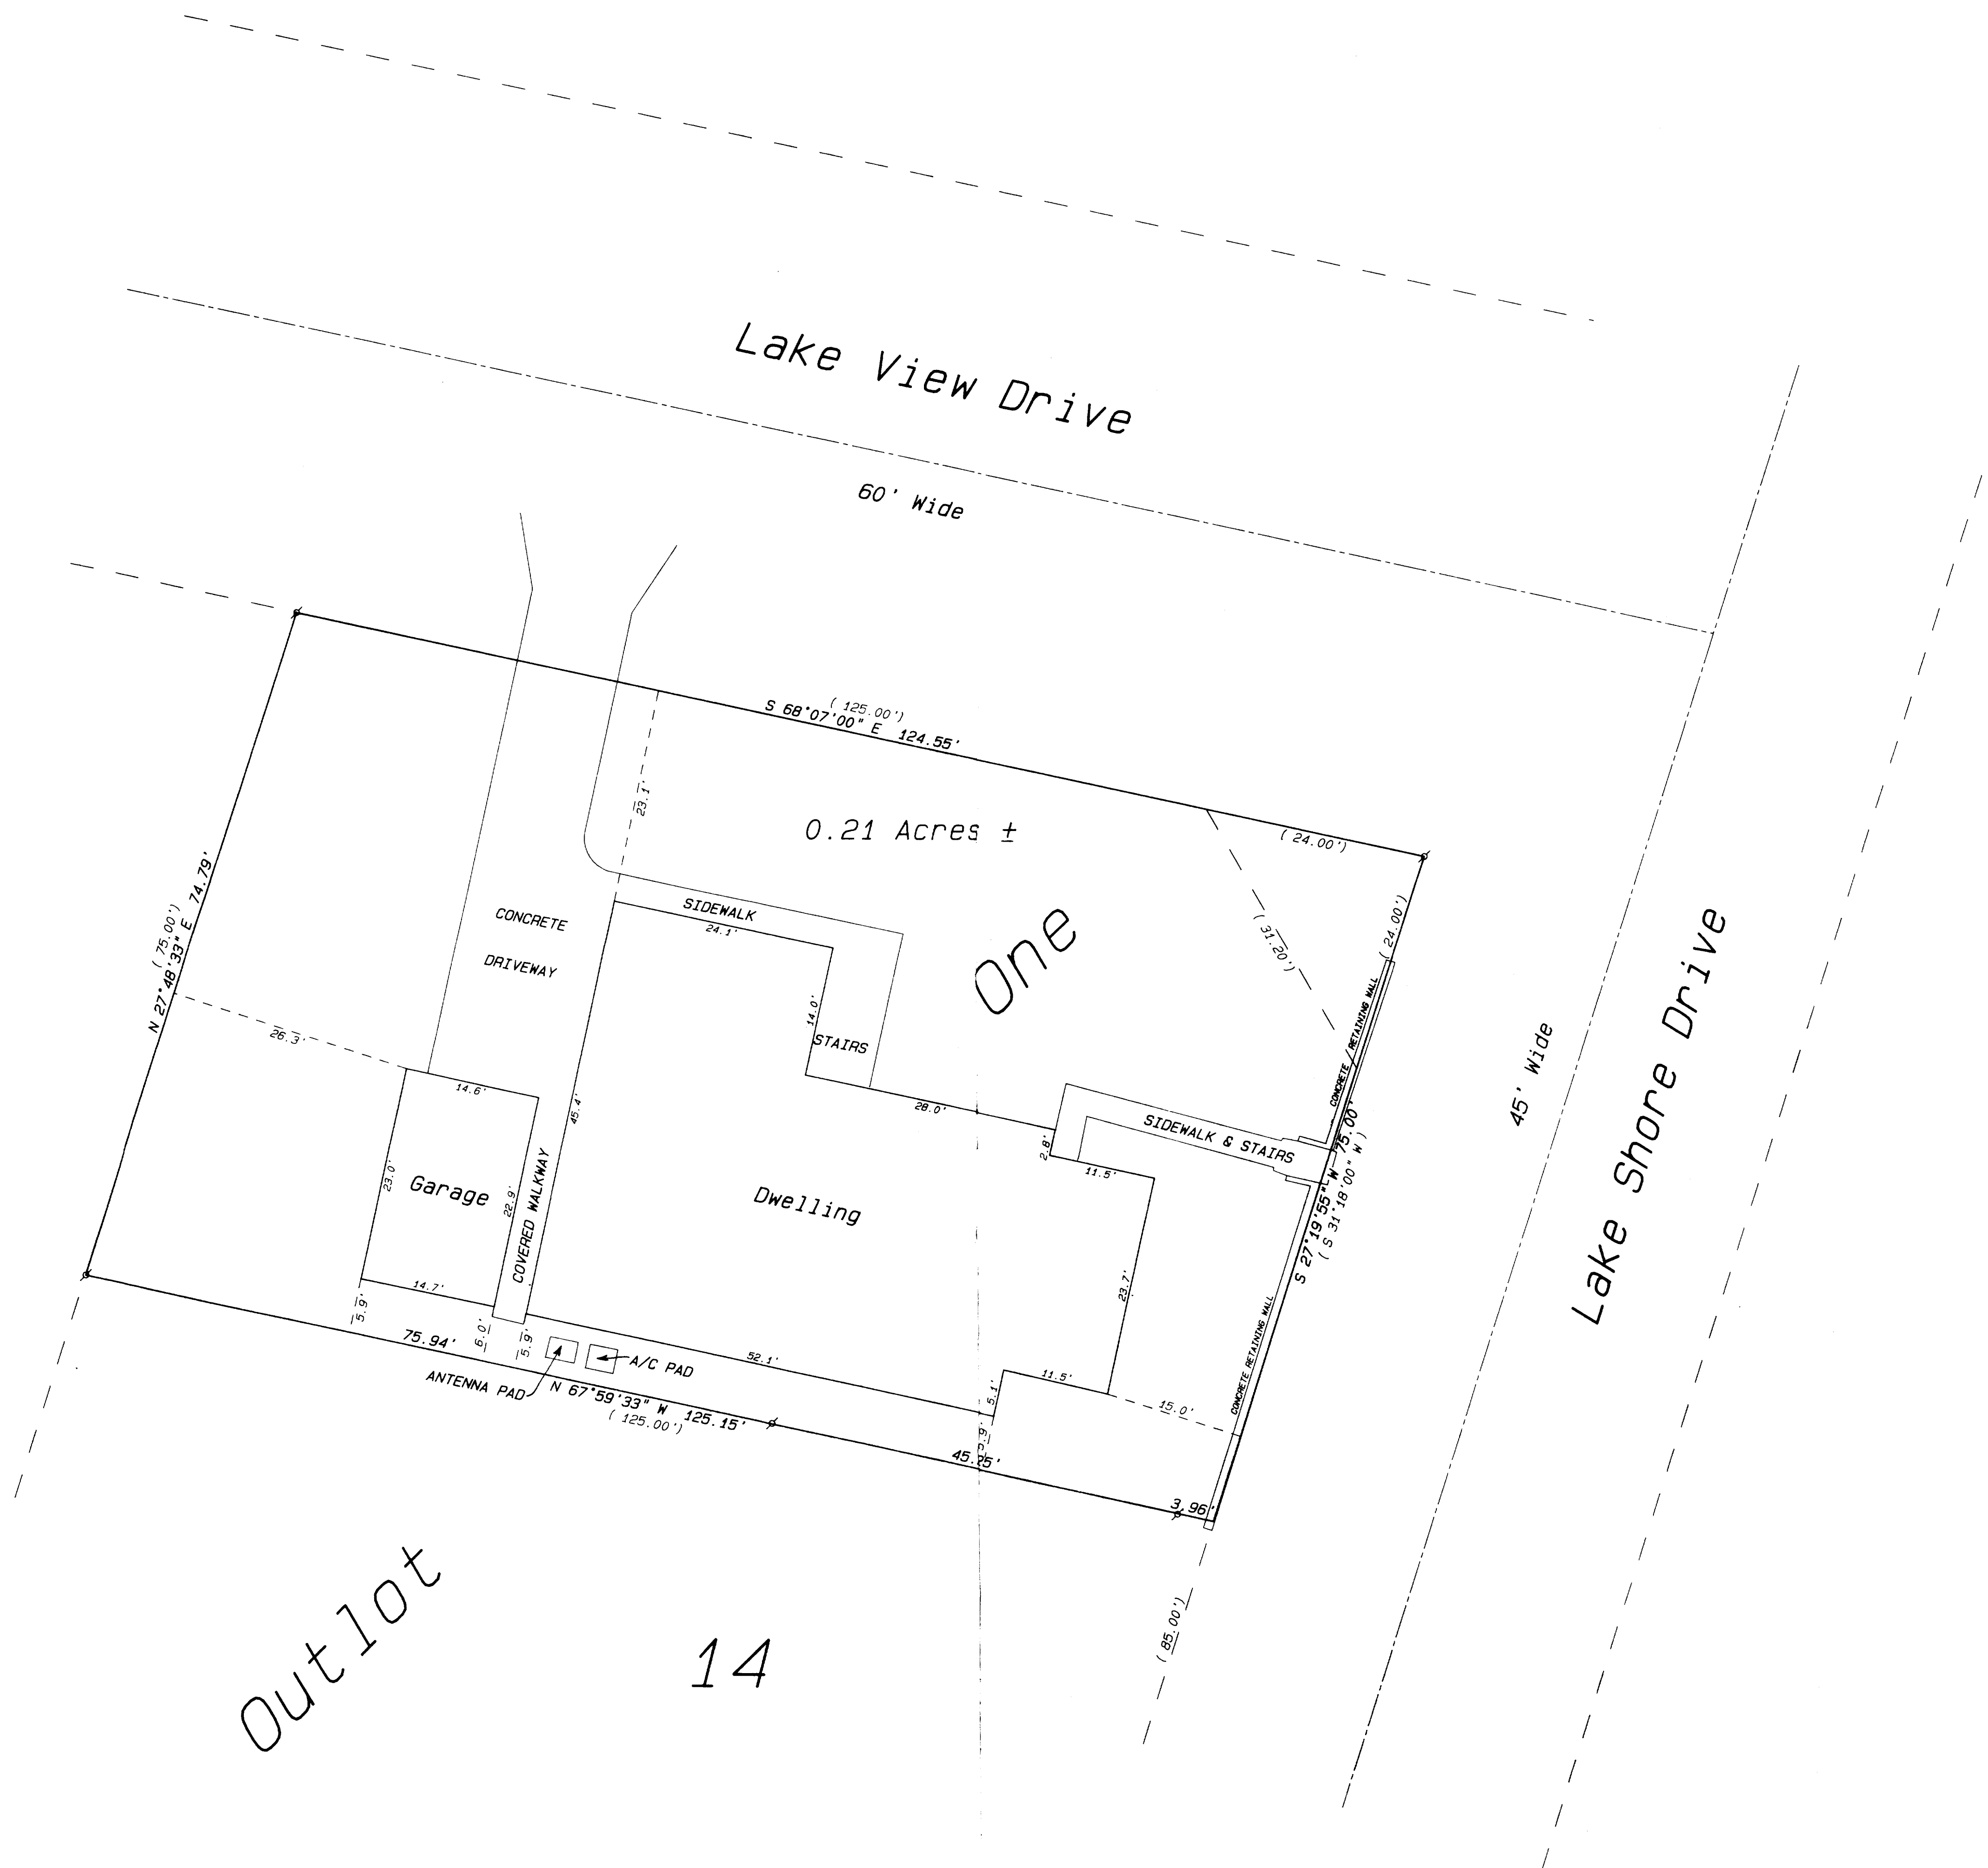 Lake View Drive
60' Wide
( 125.00')
S 68°07'00" E 124.55'
23.1'
0.21 Acres ±
( 24.00')
( 24.00')
( 31.20')
One
SIDEWALK
24.1'
CONCRETE
DRIVEWAY
( 75.00')
N 27°48'33" E 74.79'
14.0'
STAIRS
26.3'
14.6'
28.0'
45.4'
CONCRETE / RETAINING WALL
45' Wide
Lake Shore Drive
SIDEWALK & STAIRS
2.8'
11.5'
23.0'
Garage
22.9'
COVERED WALKWAY
Dwelling
S 27°19'55" W 75.00'
( S 31°18'00" W )
23.7'
14.7'
5.9'
75.94'
6.0'
5.9'
ANTENNA PAD
A/C PAD
52.1'
11.5'
5.1'
15.0'
CONCRETE RETAINING WALL
N 67°59'33" W 125.15'
( 125.00')
5.9'
45.25'
3.96'
( 85.00')
Outlot
14